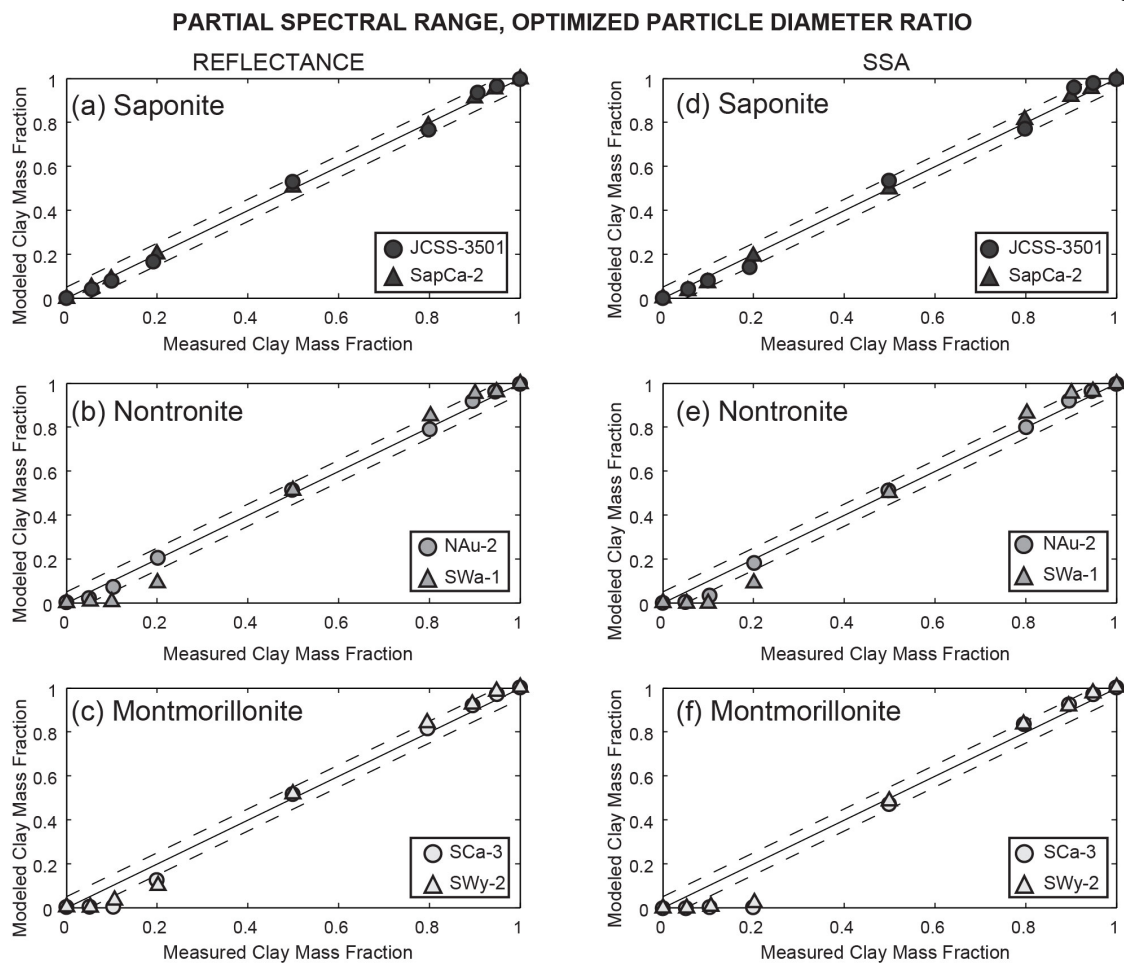 PARTIAL SPECTRAL RANGE, OPTIMIZED PARTICLE DIAMETER RATIO
REFLECTANCE
(a) Saponite
Modeled Clay Mass Fraction
1
0.8
0.6
0.4
0.2
0
JCSS-3501
SapCa-2
0 0.2 0.4 0.6 0.8 1
Measured Clay Mass Fraction
(b) Nontronite
Modeled Clay Mass Fraction
1
0.8
0.6
0.4
0.2
0
NAu-2
SWa-1
0 0.2 0.4 0.6 0.8 1
Measured Clay Mass Fraction
(c) Montmorillonite
Modeled Clay Mass Fraction
1
0.8
0.6
0.4
0.2
0
SCa-3
SWy-2
0 0.2 0.4 0.6 0.8 1
Measured Clay Mass Fraction
SSA
(d) Saponite
Modeled Clay Mass Fraction
1
0.8
0.6
0.4
0.2
0
JCSS-3501
SapCa-2
0 0.2 0.4 0.6 0.8 1
Measured Clay Mass Fraction
(e) Nontronite
Modeled Clay Mass Fraction
1
0.8
0.6
0.4
0.2
0
NAu-2
SWa-1
0 0.2 0.4 0.6 0.8 1
Measured Clay Mass Fraction
(f) Montmorillonite
Modeled Clay Mass Fraction
1
0.8
0.6
0.4
0.2
0
SCa-3
SWy-2
0 0.2 0.4 0.6 0.8 1
Measured Clay Mass Fraction